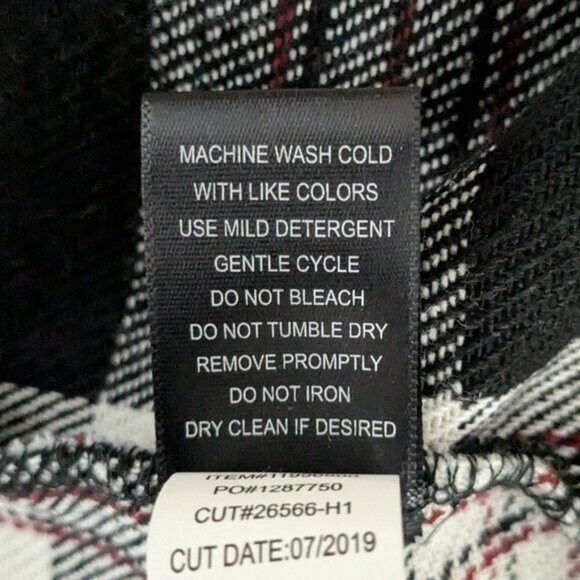 MACHINE WASH COLD
WITH LIKE COLORS
USE MILD DETERGENT
GENTLE CYCLE
DO NOT BLEACH
DO NOT TUMBLE DRY
REMOVE PROMPTLY
DO NOT IRON
DRY CLEAN IF DESIRED
PO#1287750
CUT#26566-H1
CUT DATE:07/2019